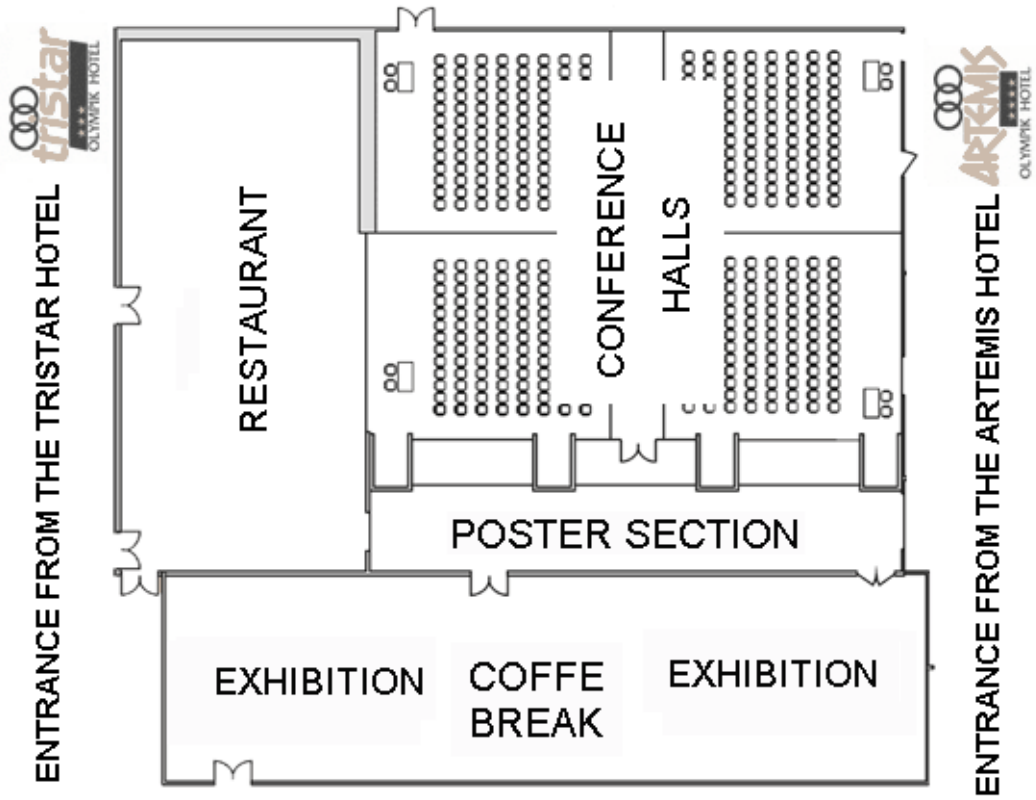 tristar
OLYMPIK HOTEL
ENTRANCE FROM THE TRISTAR HOTEL
RESTAURANT
CONFERENCE
HALLS
POSTER SECTION
EXHIBITION
COFFE
BREAK
EXHIBITION
ARTEMIS
OLYMPIK HOTEL
ENTRANCE FROM THE ARTEMIS HOTEL